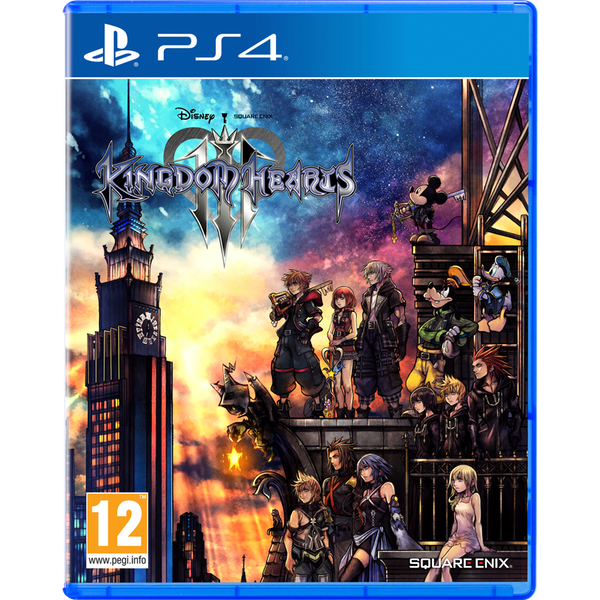 PS4
Disney SQUARE ENIX
KINGDOM HEARTS
III
12
www.pegi.info
SQUARE ENIX